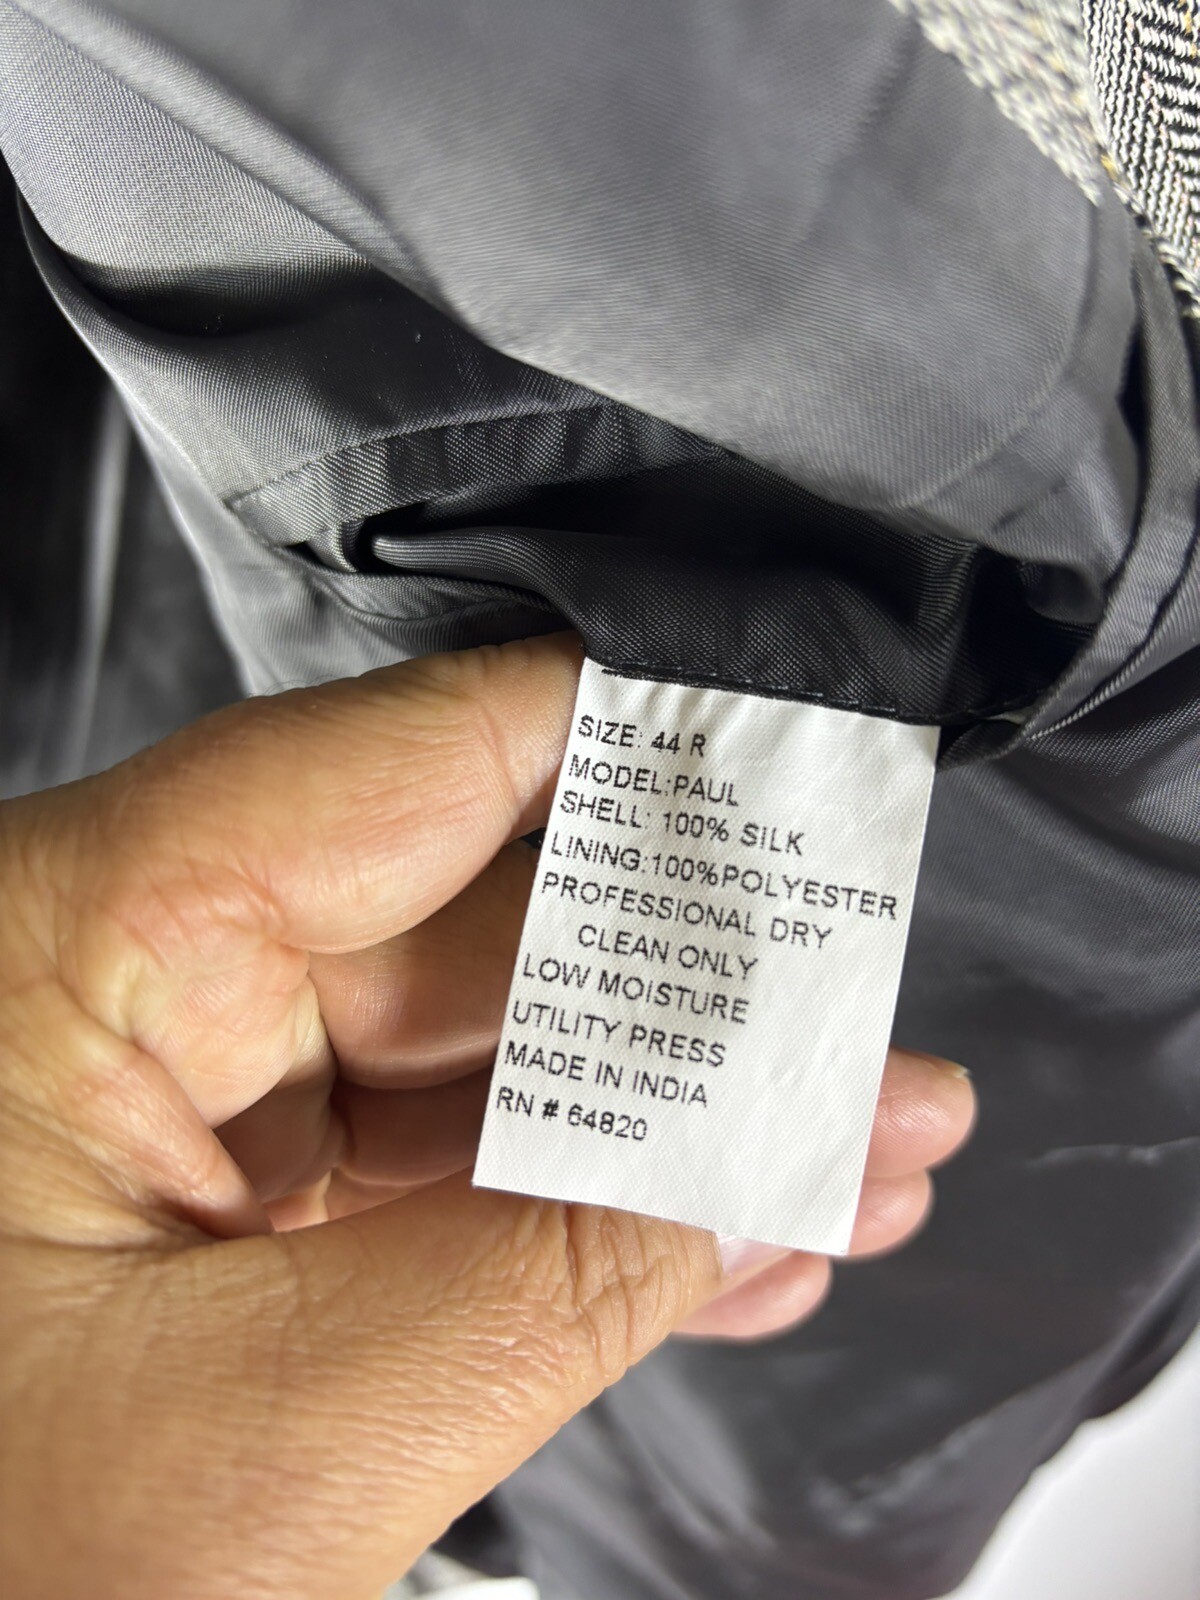 SIZE: 44 R
MODEL:PAUL
SHELL: 100% SILK
LINING:100%POLYESTER
PROFESSIONAL DRY
CLEAN ONLY
LOW MOISTURE
UTILITY PRESS
MADE IN INDIA
RN # 64820